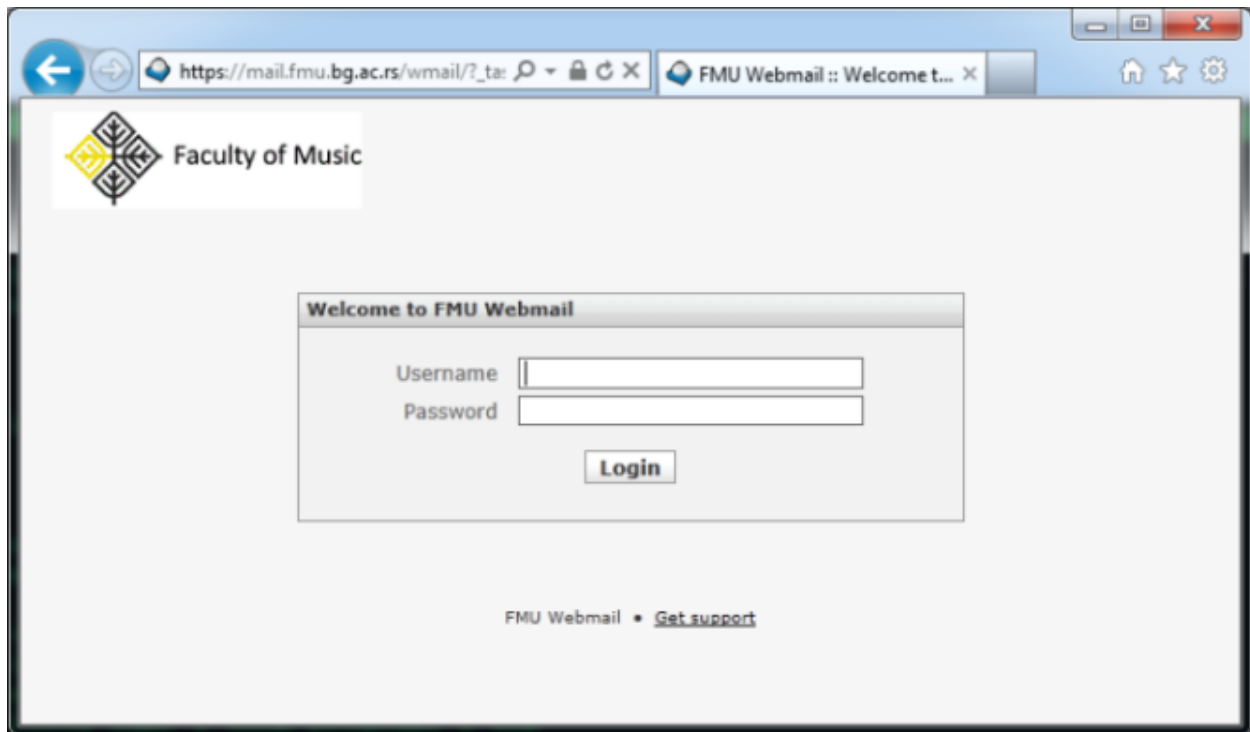 https://mail.fmu.bg.ac.rs/wmail/?_ta
FMU Webmail :: Welcome t...
Faculty of Music
Welcome to FMU Webmail
Username
Password
Login
FMU Webmail • Get support